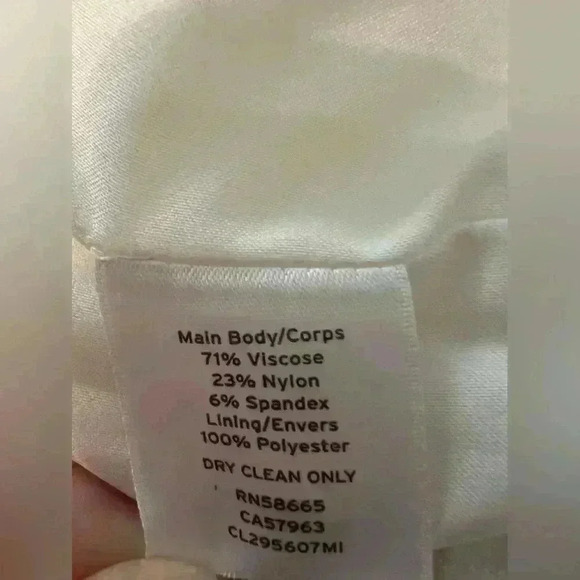 Main Body/Corps
71% Viscose
23% Nylon
6% Spandex
Lining/Envers
100% Polyester
DRY CLEAN ONLY
RN58665
CA57963
CL295607MI